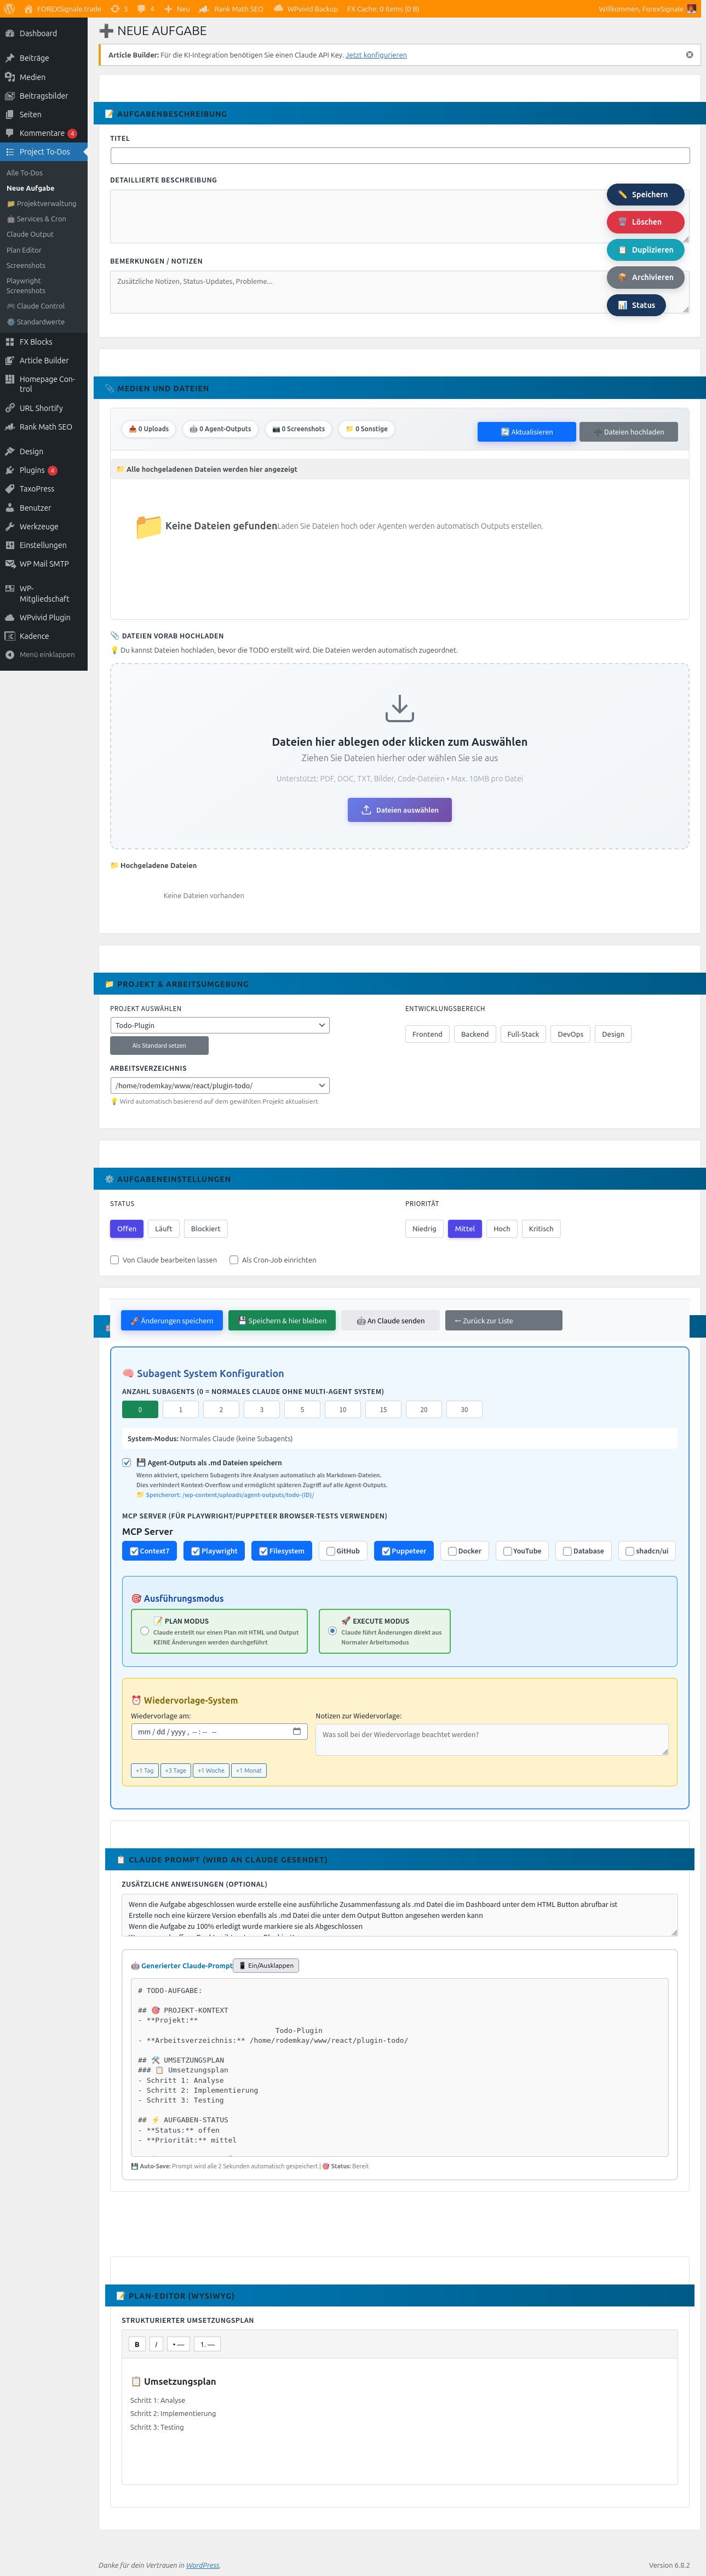 FOREXSignale.trade 5 4 Neu Rank Math SEO WPvivid Backup FX Cache: 0 items (0 B) Willkommen, ForexSignale
Dashboard
Beiträge
Medien
Beitragsbilder
Seiten
Kommentare 4
Project To-Dos
Alle To-Dos
Neue Aufgabe
📁 Projektverwaltung
🤖 Services & Cron
Claude Output
Plan Editor
Screenshots
Playwright
Screenshots
🎮 Claude Control
⚙️ Standardwerte
FX Blocks
Article Builder
Homepage Con-
trol
URL Shortify
Rank Math SEO
Design
Plugins 4
TaxoPress
Benutzer
Werkzeuge
Einstellungen
WP Mail SMTP
WP-
Mitgliedschaft
WPvivid Plugin
Kadence
Menü einklappen
➕ NEUE AUFGABE
Article Builder: Für die KI-Integration benötigen Sie einen Claude API Key. Jetzt konfigurieren
📝 AUFGABENBESCHREIBUNG
TITEL
DETAILLIERTE BESCHREIBUNG
✏️ Speichern
🗑️ Löschen
📋 Duplizieren
📦 Archivieren
📊 Status
BEMERKUNGEN / NOTIZEN
Zusätzliche Notizen, Status-Updates, Probleme...
📎 MEDIEN UND DATEIEN
📤 0 Uploads 🤖 0 Agent-Outputs 📷 0 Screenshots 📁 0 Sonstige 🔄 Aktualisieren ➕ Dateien hochladen
📁 Alle hochgeladenen Dateien werden hier angezeigt
📁 Keine Dateien gefundenLaden Sie Dateien hoch oder Agenten werden automatisch Outputs erstellen.
📎 DATEIEN VORAB HOCHLADEN
💡 Du kannst Dateien hochladen, bevor die TODO erstellt wird. Die Dateien werden automatisch zugeordnet.
Dateien hier ablegen oder klicken zum Auswählen
Ziehen Sie Dateien hierher oder wählen Sie sie aus
Unterstützt: PDF, DOC, TXT, Bilder, Code-Dateien • Max. 10MB pro Datei
Dateien auswählen
📁 Hochgeladene Dateien
Keine Dateien vorhanden
📁 PROJEKT & ARBEITSUMGEBUNG
PROJEKT AUSWÄHLEN
Todo-Plugin
Als Standard setzen
ENTWICKLUNGSBEREICH
Frontend Backend Full-Stack DevOps Design
ARBEITSVERZEICHNIS
/home/rodemkay/www/react/plugin-todo/
💡 Wird automatisch basierend auf dem gewählten Projekt aktualisiert
⚙️ AUFGABENEINSTELLUNGEN
STATUS
Offen Läuft Blockiert
PRIORITÄT
Niedrig Mittel Hoch Kritisch
Von Claude bearbeiten lassen Als Cron-Job einrichten
🚀 Änderungen speichern 💾 Speichern & hier bleiben 🤖 An Claude senden ← Zurück zur Liste
🧠 Subagent System Konfiguration
ANZAHL SUBAGENTS (0 = NORMALES CLAUDE OHNE MULTI-AGENT SYSTEM)
0 1 2 3 5 10 15 20 30
System-Modus: Normales Claude (keine Subagents)
💾 Agent-Outputs als .md Dateien speichern
Wenn aktiviert, speichern Subagents ihre Analysen automatisch als Markdown-Dateien.
Dies verhindert Kontext-Overflow und ermöglicht späteren Zugriff auf alle Agent-Outputs.
📁 Speicherort: /wp-content/uploads/agent-outputs/todo-{ID}/
MCP SERVER (FÜR PLAYWRIGHT/PUPPETEER BROWSER-TESTS VERWENDEN)
MCP Server
Context7 Playwright Filesystem GitHub Puppeteer Docker YouTube Database shadcn/ui
🎯 Ausführungsmodus
📝 PLAN MODUS
Claude erstellt nur einen Plan mit HTML und Output
KEINE Änderungen werden durchgeführt
🚀 EXECUTE MODUS
Claude führt Änderungen direkt aus
Normaler Arbeitsmodus
⏰ Wiedervorlage-System
Wiedervorlage am:
mm / dd / yyyy , -- : -- --
Notizen zur Wiedervorlage:
Was soll bei der Wiedervorlage beachtet werden?
+1 Tag +3 Tage +1 Woche +1 Monat
📋 CLAUDE PROMPT (WIRD AN CLAUDE GESENDET)
ZUSÄTZLICHE ANWEISUNGEN (OPTIONAL)
Wenn die Aufgabe abgeschlossen wurde erstelle eine ausführliche Zusammenfassung als .md Datei die im Dashboard unter dem HTML Button abrufbar ist
Erstelle noch eine kürzere Version ebenfalls als .md Datei die unter dem Output Button angesehen werden kann
Wenn die Aufgabe zu 100% erledigt wurde markiere sie als Abgeschlossen
🤖 Generierter Claude-Prompt 📱 Ein/Ausklappen
# TODO-AUFGABE:
## 🎯 PROJEKT-KONTEXT
- **Projekt:**
Todo-Plugin
- **Arbeitsverzeichnis:** /home/rodemkay/www/react/plugin-todo/
## 🛠️ UMSETZUNGSPLAN
### 📋 Umsetzungsplan
- Schritt 1: Analyse
- Schritt 2: Implementierung
- Schritt 3: Testing
## ⚡ AUFGABEN-STATUS
- **Status:** offen
- **Priorität:** mittel
💾 Auto-Save: Prompt wird alle 2 Sekunden automatisch gespeichert | 🎯 Status: Bereit
📝 PLAN-EDITOR (WYSIWYG)
STRUKTURIERTER UMSETZUNGSPLAN
B I • — 1. —
📋 Umsetzungsplan
Schritt 1: Analyse
Schritt 2: Implementierung
Schritt 3: Testing
Danke für dein Vertrauen in WordPress. Version 6.8.2